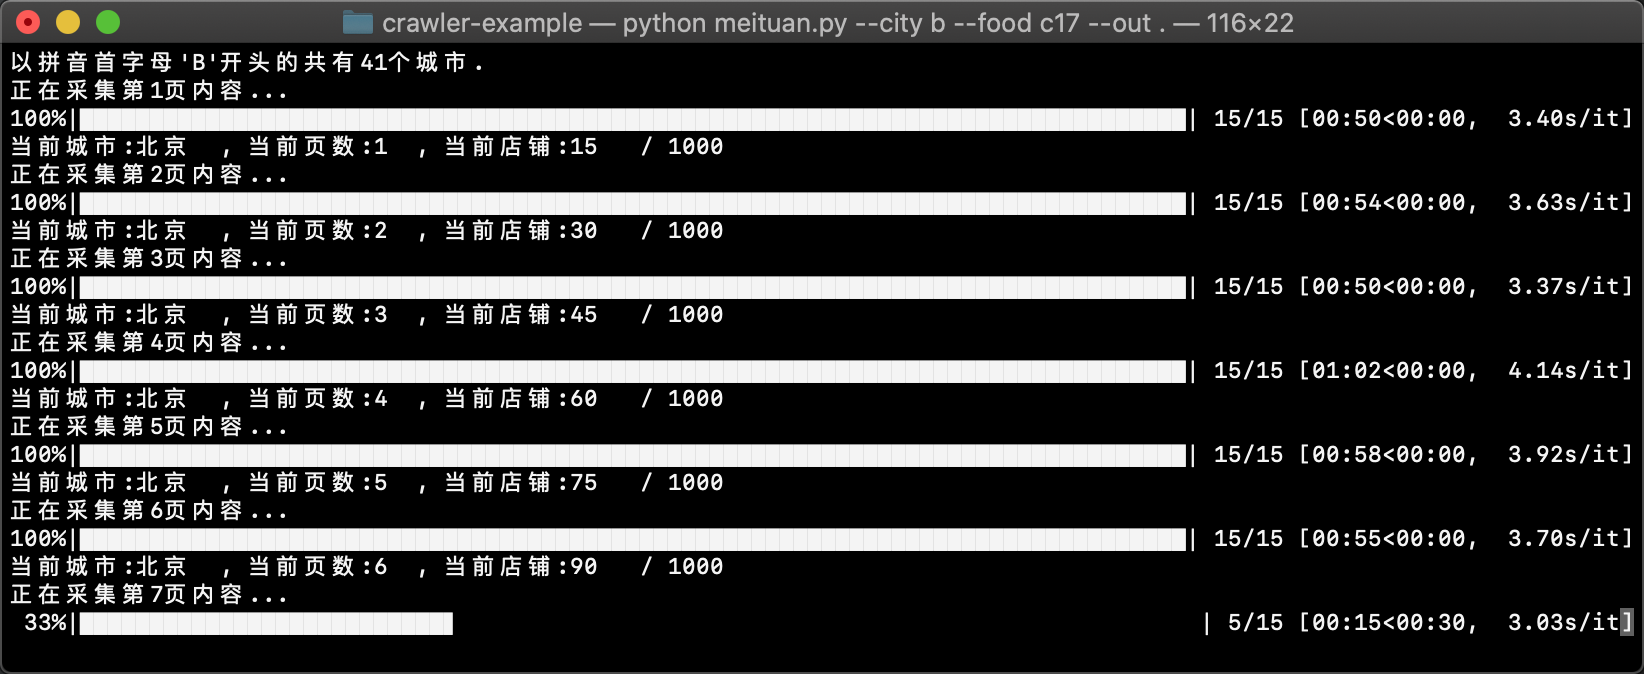 crawler-example — python meituan.py --city b --food c17 --out . — 116×22
以拼音首字母'B'开头的共有41个城市.
正在采集第1页内容...
100%| | 15/15 [00:50<00:00, 3.40s/it]
当前城市:北京 ,当前页数:1 ,当前店铺:15 / 1000
正在采集第2页内容...
100%| | 15/15 [00:54<00:00, 3.63s/it]
当前城市:北京 ,当前页数:2 ,当前店铺:30 / 1000
正在采集第3页内容...
100%| | 15/15 [00:50<00:00, 3.37s/it]
当前城市:北京 ,当前页数:3 ,当前店铺:45 / 1000
正在采集第4页内容...
100%| | 15/15 [01:02<00:00, 4.14s/it]
当前城市:北京 ,当前页数:4 ,当前店铺:60 / 1000
正在采集第5页内容...
100%| | 15/15 [00:58<00:00, 3.92s/it]
当前城市:北京 ,当前页数:5 ,当前店铺:75 / 1000
正在采集第6页内容...
100%| | 15/15 [00:55<00:00, 3.70s/it]
当前城市:北京 ,当前页数:6 ,当前店铺:90 / 1000
正在采集第7页内容...
33%| | 5/15 [00:15<00:30, 3.03s/it]